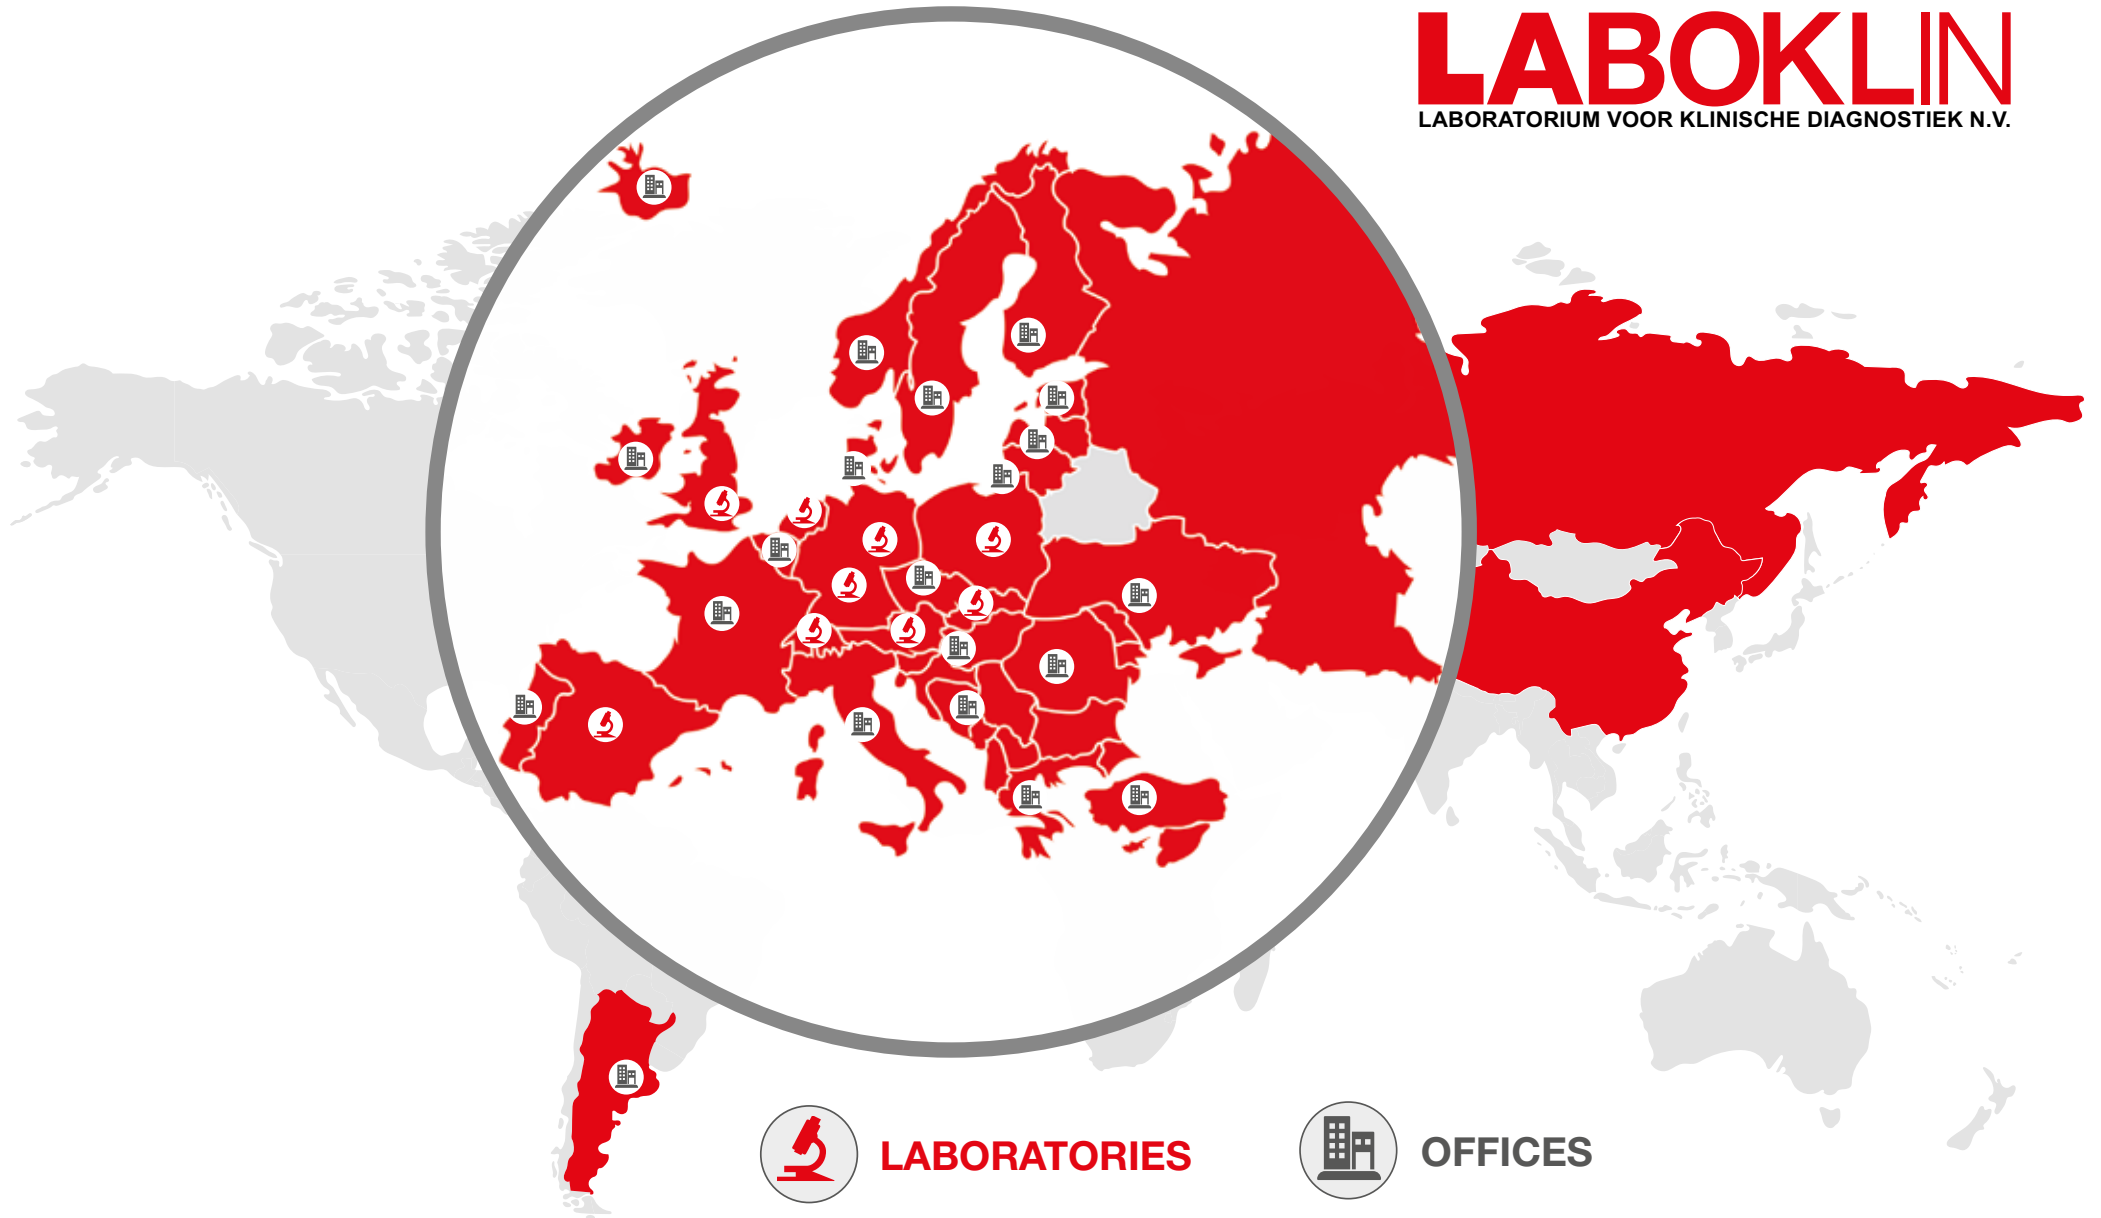 LABOKLIN
LABORATORIUM VOOR KLINISCHE DIAGNOSTIEK N.V.
LABORATORIES
OFFICES